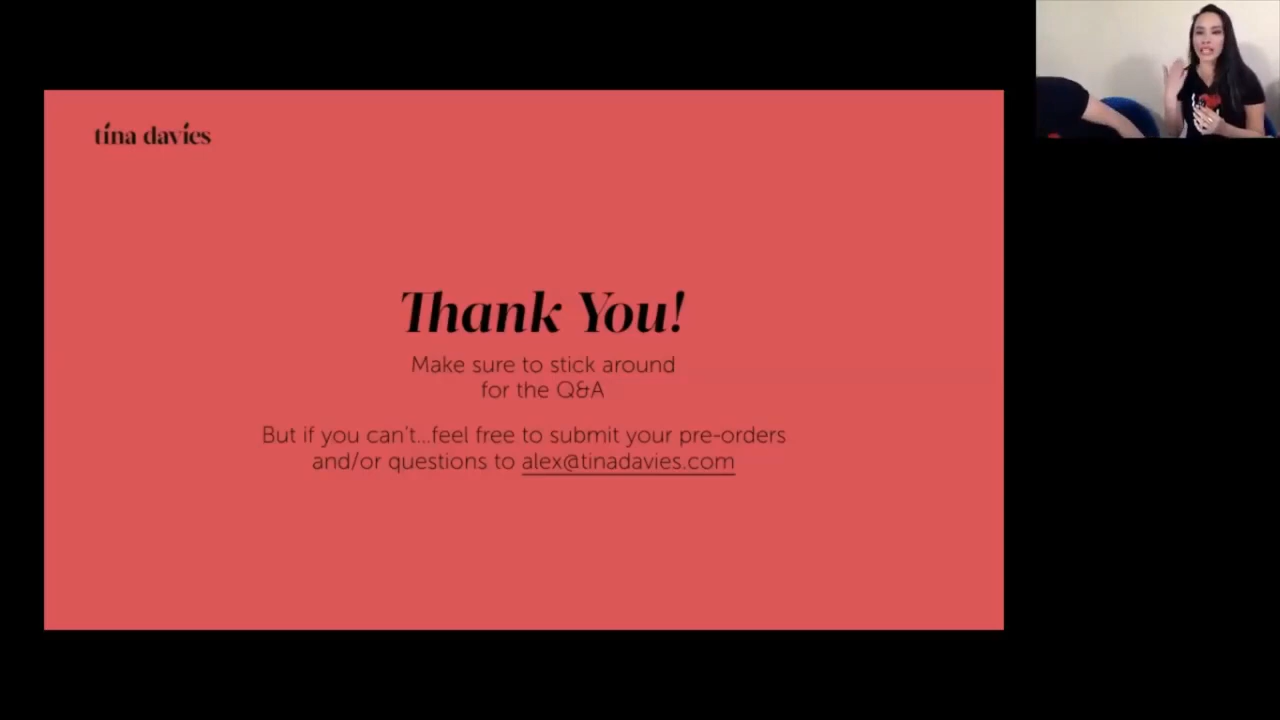 tina davies
Thank You!
Make sure to stick around
for the Q&A
But if you can't...feel free to submit your pre-orders
and/or questions to alex@tinadavies.com